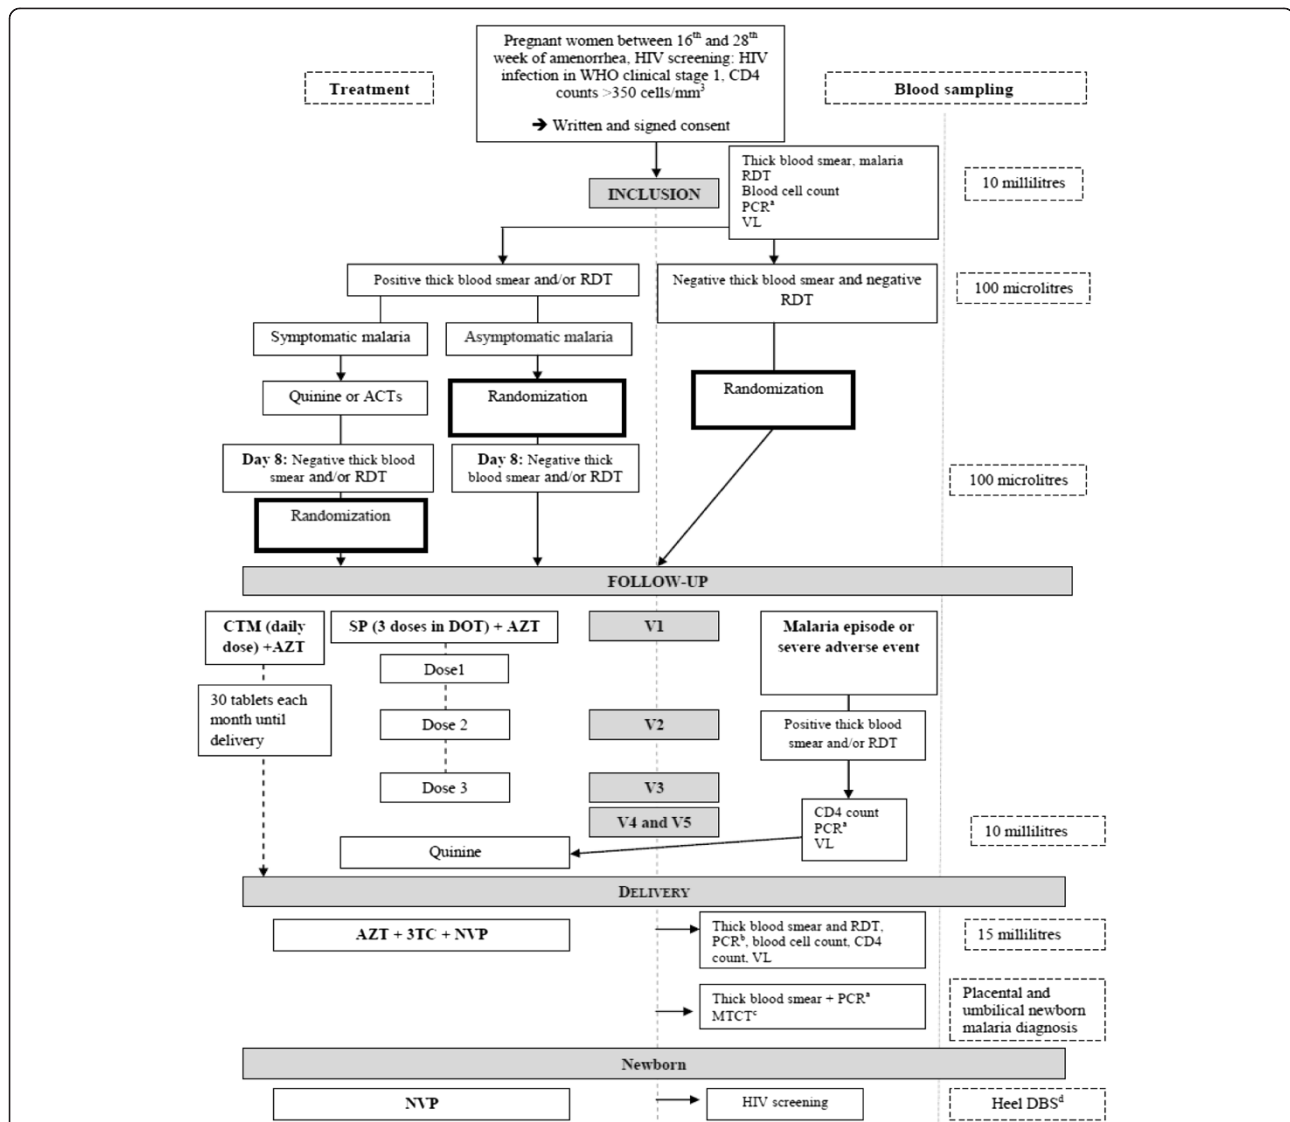 Pregnant women between 16th and 28th
week of amenorrhea, HIV screening: HIV
infection in WHO clinical stage 1, CD4
counts >350 cells/mm3
➔ Written and signed consent
Treatment
Blood sampling
INCLUSION
Thick blood smear, malaria
RDT
Blood cell count
PCRa
VL
10 millilitres
Positive thick blood smear and/or RDT
Negative thick blood smear and negative
RDT
100 microlitres
Symptomatic malaria
Asymptomatic malaria
Quinine or ACTs
Randomization
Randomization
Day 8: Negative thick blood
smear and/or RDT
Day 8: Negative thick
blood smear and/or RDT
100 microlitres
Randomization
FOLLOW-UP
CTM (daily
dose) +AZT
SP (3 doses in DOT) + AZT
V1
Malaria episode or
severe adverse event
Dose1
30 tablets each
month until
delivery
Dose 2
V2
Positive thick blood
smear and/or RDT
Dose 3
V3
V4 and V5
CD4 count
PCRa
VL
10 millilitres
Quinine
DELIVERY
AZT + 3TC + NVP
Thick blood smear and RDT,
PCRb, blood cell count, CD4
count, VL
15 millilitres
Thick blood smear + PCRa
MTCTc
Placental and
umbilical newborn
malaria diagnosis
Newborn
NVP
HIV screening
Heel DBSd